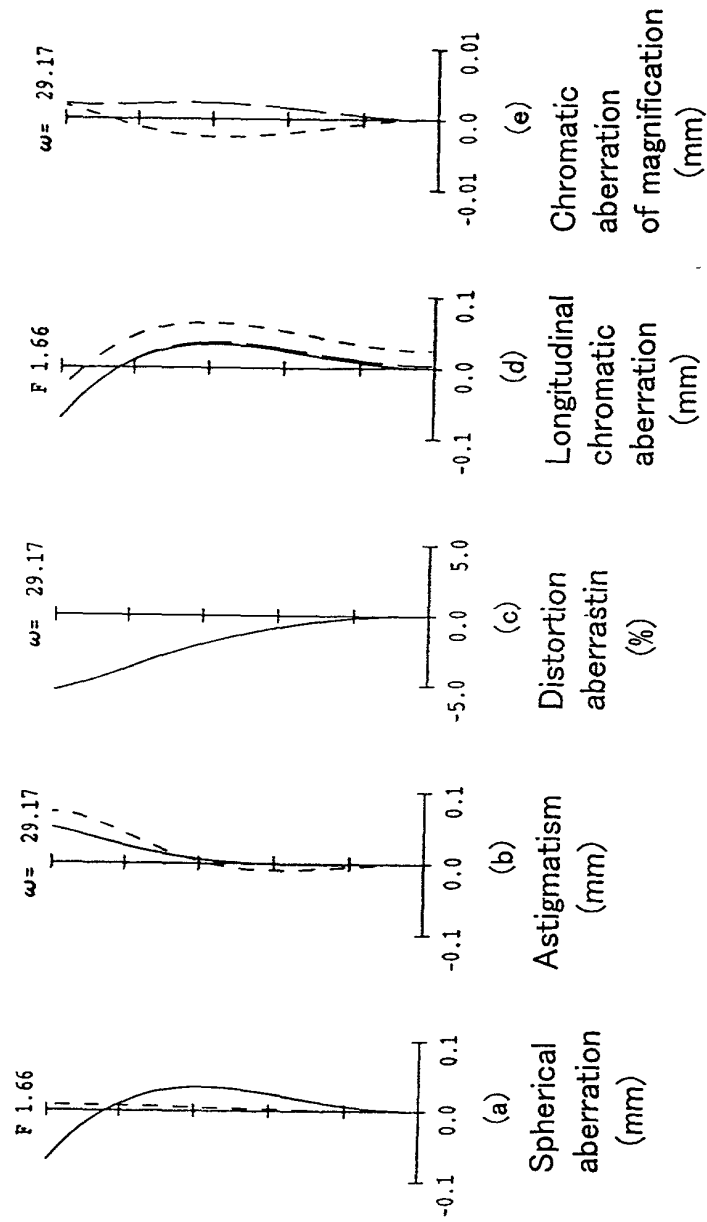 F 1.66
-0.1 0.0 0.1
(a)
Spherical
aberration
(mm)
ω= 29.17
-0.1 0.0 0.1
(b)
Astigmatism
(mm)
ω= 29.17
-5.0 0.0 5.0
(c)
Distortion
aberrastin
(%)
F 1.66
-0.1 0.0 0.1
(d)
Longitudinal
chromatic
aberration
(mm)
ω= 29.17
-0.01 0.0 0.01
(e)
Chromatic
aberration
of magnification
(mm)